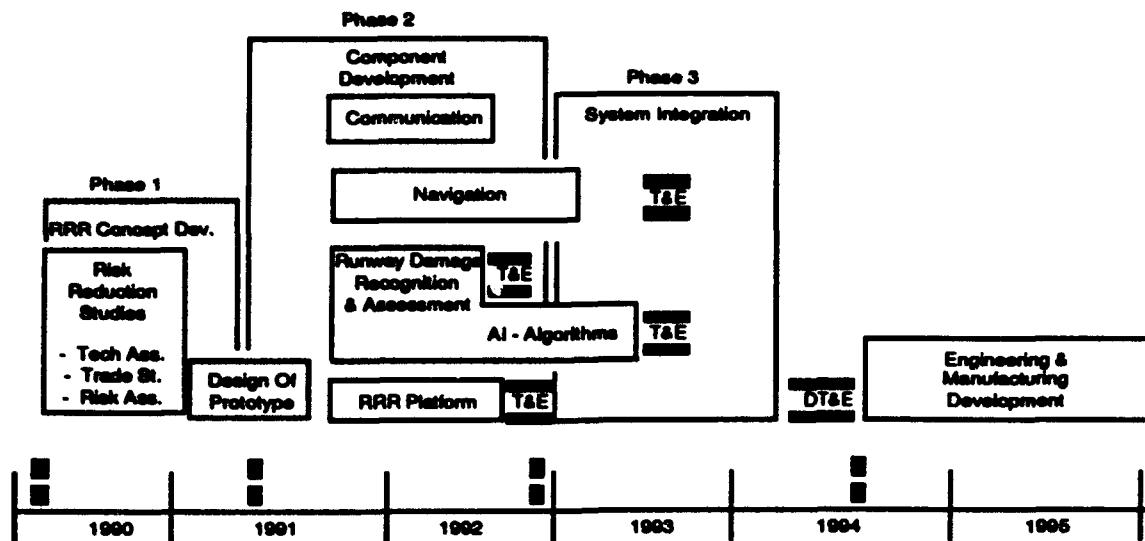 Phase 2
Component
Development
Communication
Phase 3
System Integration
Navigation
T&E
Phase 1
RRR Concept Dev.
Risk
Reduction
Studies
- Tech Ass.
- Trade St.
- Risk Ass.
Runway Damage
Recognition
& Assessment
T&E
AI - Algorithms
T&E
Design Of
Prototype
RRR Platform
T&E
DT&E
Engineering &
Manufacturing
Development
1990
1991
1992
1993
1994
1995